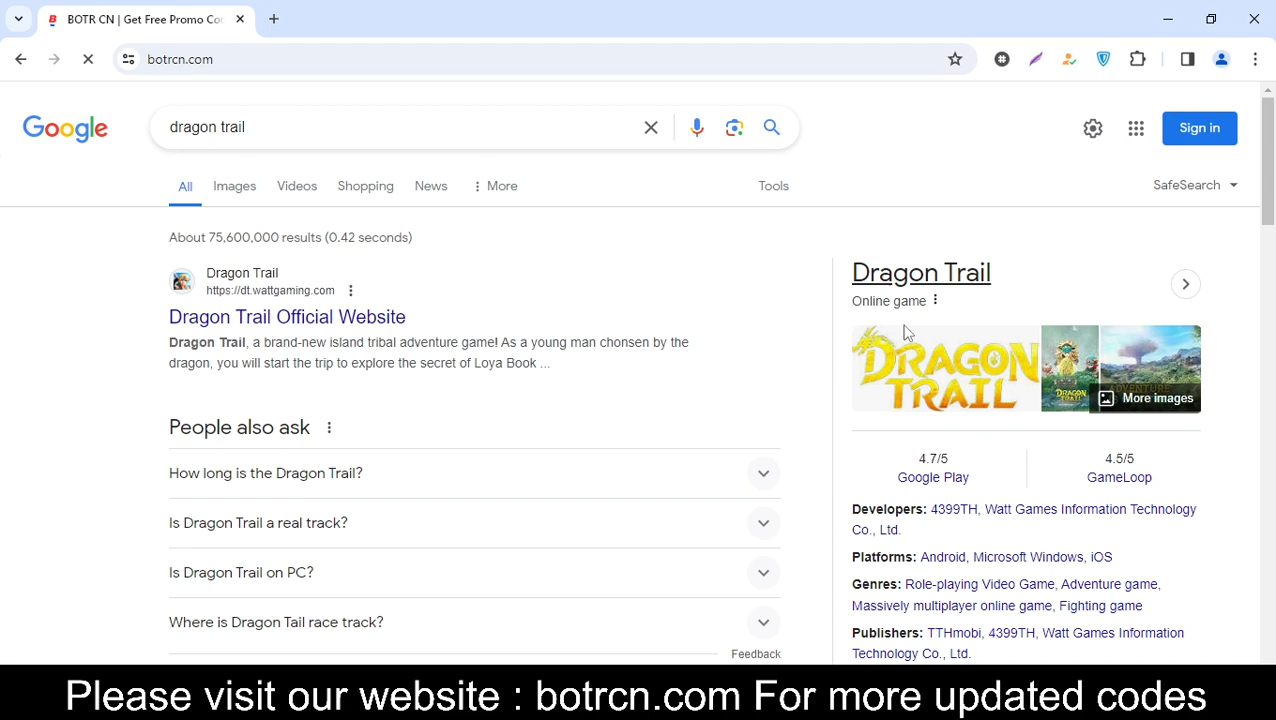 BOTR CN | Get Free Promo Co
botrcn.com
Google
dragon trail
Sign in
All
Images
Videos
Shopping
News
More
Tools
SafeSearch
About 75,600,000 results (0.42 seconds)
Dragon Trail
https://dt.wattgaming.com
Dragon Trail Official Website
Dragon Trail, a brand-new island tribal adventure game! As a young man chonsen by the
dragon, you will start the trip to explore the secret of Loya Book ...
People also ask
How long is the Dragon Trail?
Is Dragon Trail a real track?
Is Dragon Trail on PC?
Where is Dragon Tail race track?
Feedback
Dragon Trail
Online game
DRAGON
TRAIL
More images
4.7/5
Google Play
4.5/5
GameLoop
Developers: 4399TH, Watt Games Information Technology
Co., Ltd.
Platforms: Android, Microsoft Windows, iOS
Genres: Role-playing Video Game, Adventure game,
Massively multiplayer online game, Fighting game
Publishers: TTHmobi, 4399TH, Watt Games Information
Technology Co., Ltd.
Please visit our website : botrcn.com For more updated codes